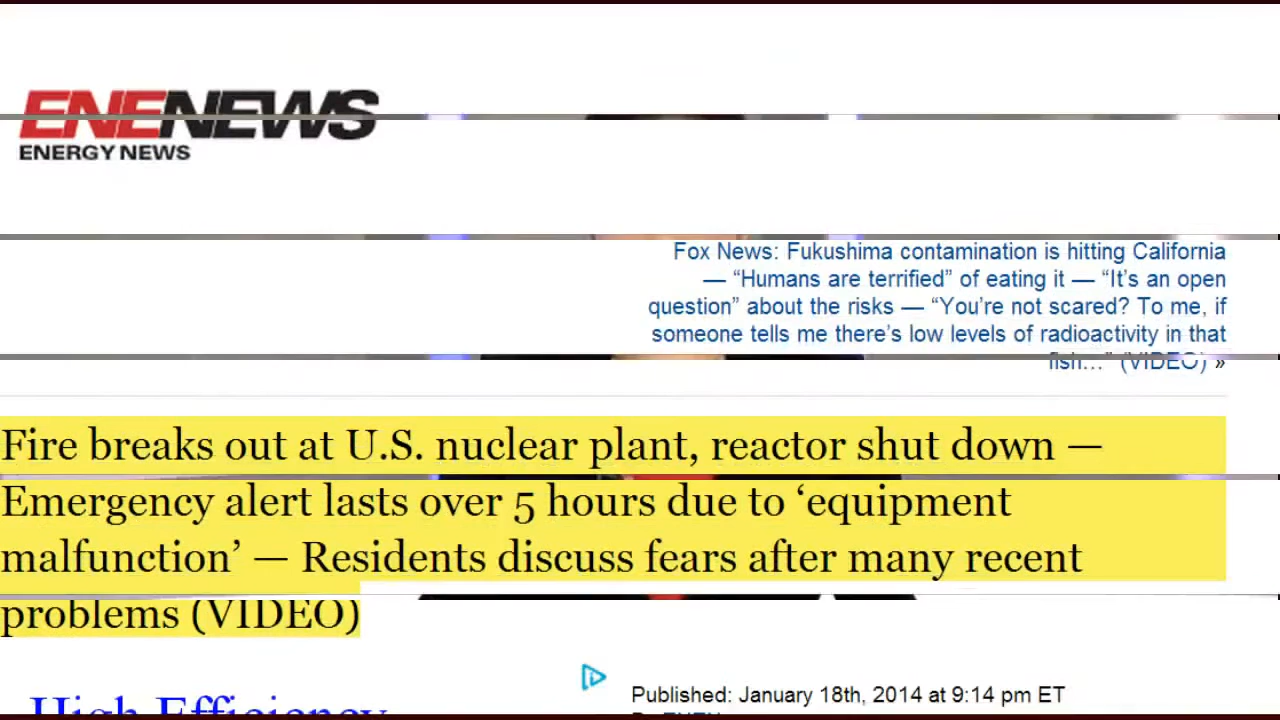 ENENEWS
ENERGY NEWS
Fox News: Fukushima contamination is hitting California
— “Humans are terrified” of eating it — “It’s an open
question” about the risks — “You’re not scared? To me, if
someone tells me there’s low levels of radioactivity in that
fish…” (VIDEO) »
Fire breaks out at U.S. nuclear plant, reactor shut down —
Emergency alert lasts over 5 hours due to ‘equipment
malfunction’ — Residents discuss fears after many recent
problems (VIDEO)
High Efficiency
Published: January 18th, 2014 at 9:14 pm ET